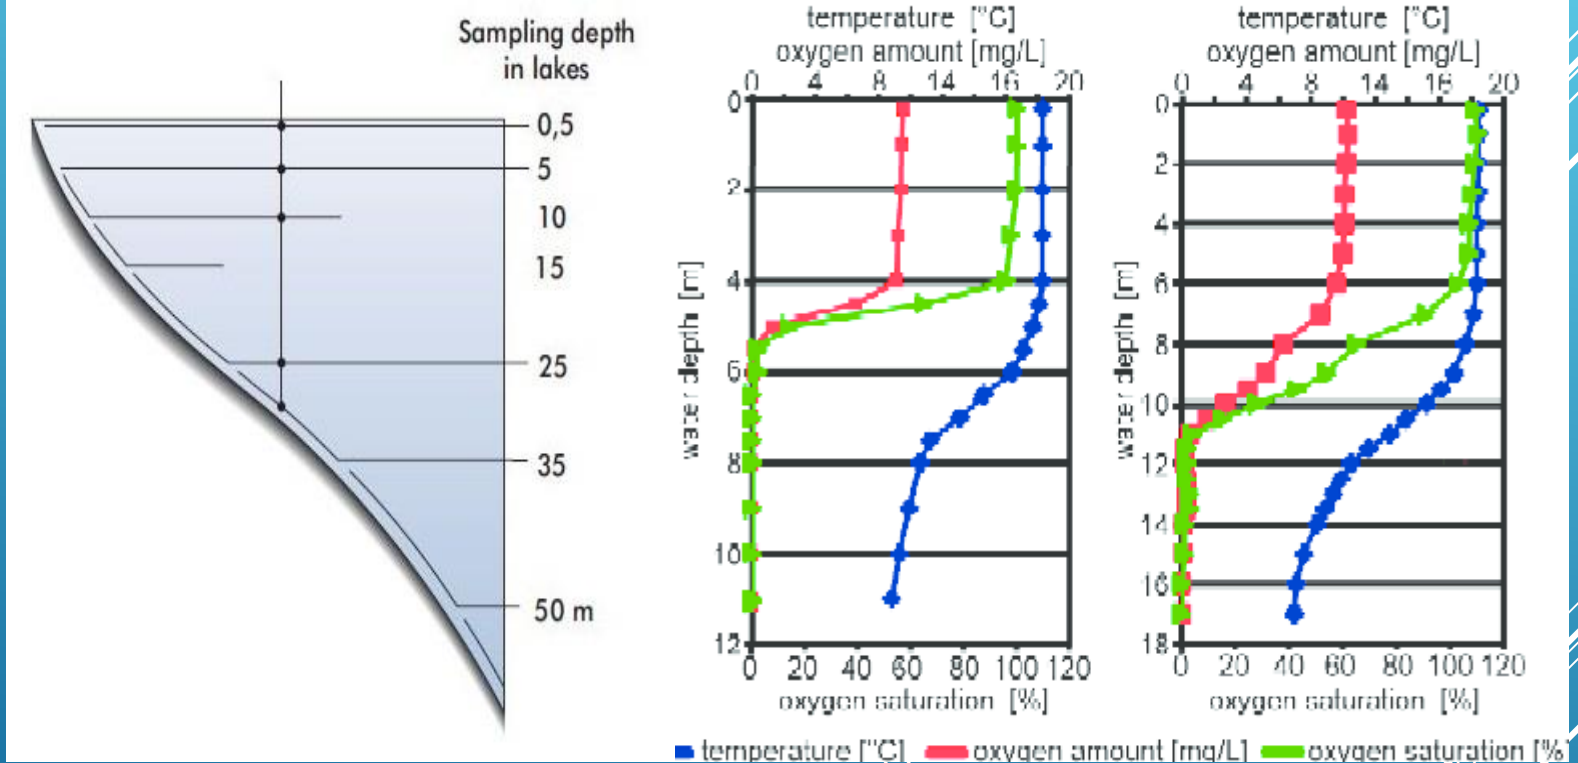 Sampling depth
in lakes
0,5
5
10
15
25
35
50 m
temperature [°C]
oxygen amount [mg/L]
0 4 8 14 16 20
0
2
4
6
8
10
12
water depth [m]
0 20 40 60 80 100 120
oxygen saturation [%]
temperature [°C]
oxygen amount [mg/L]
0 4 8 14 16 20
0
2
4
6
8
10
12
14
16
18
water depth [m]
0 20 40 60 80 100 120
oxygen saturation [%]
temperature [°C] oxygen amount [mg/L] oxygen saturation [%